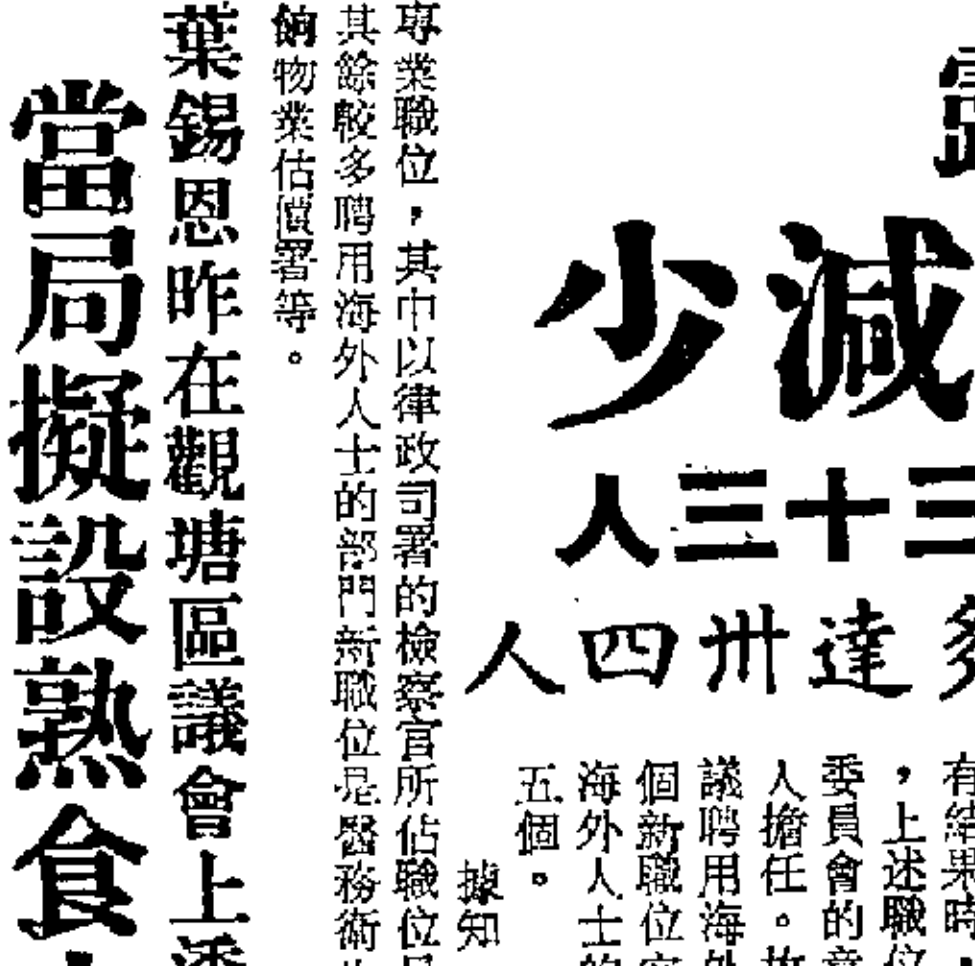 減少
三十三人
達卅四人
有結果時，
，上述職位
委員會的意
人擔任。故
議聘用海外
個新職位
海外人士的
五個。
據知
專業職位，其中以律政司署的檢察官所佔職位
其餘較多聘用海外人士的部門新職位是醫務衞
餉物業估價署等。
葉錫恩昨在觀塘區議會上透
當局擬設熟食